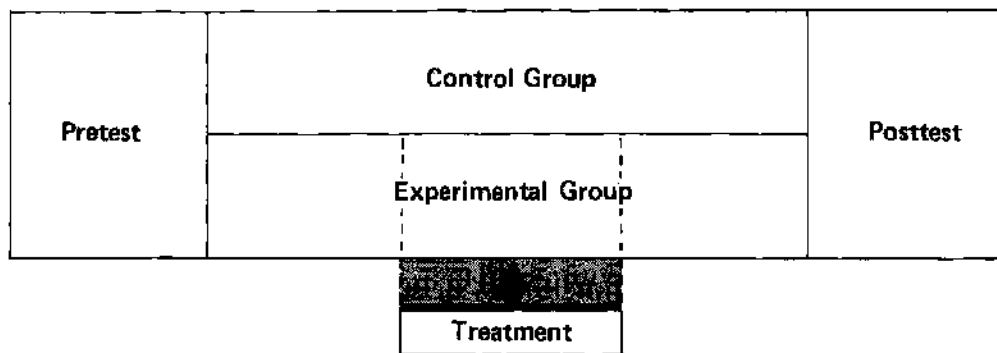 Control Group
Pretest
Posttest
Experimental Group
Treatment